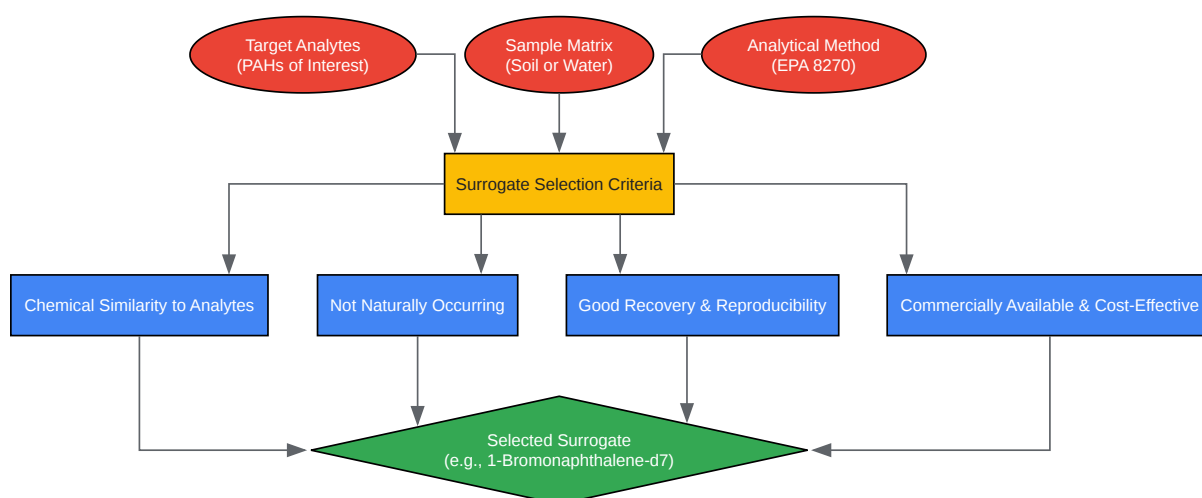 Target Analytes
(PAHs of Interest)
Sample Matrix
(Soil or Water)
Analytical Method
(EPA 8270)
Surrogate Selection Criteria
Chemical Similarity to Analytes
Not Naturally Occurring
Good Recovery & Reproducibility
Commercially Available & Cost-Effective
Selected Surrogate
(e.g., 1-Bromonaphthalene-d7)